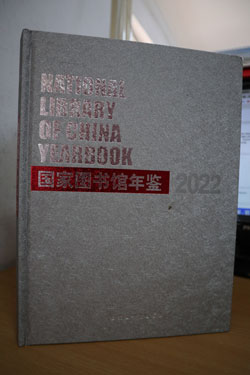 NATIONAL
LIBRARY
OF CHINA
YEARBOOK
国家图书馆年鉴 2022